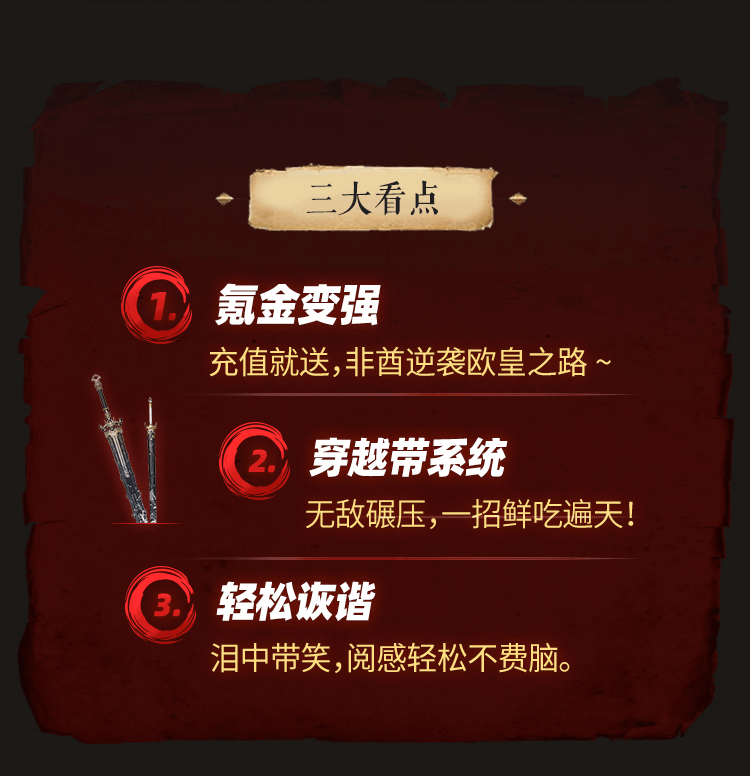 三大看点
1.
氪金变强
充值就送，非酋逆袭欧皇之路~
2.
穿越带系统
无敌碾压，一招鲜吃遍天！
3.
轻松诙谐
泪中带笑，阅感轻松不费脑。